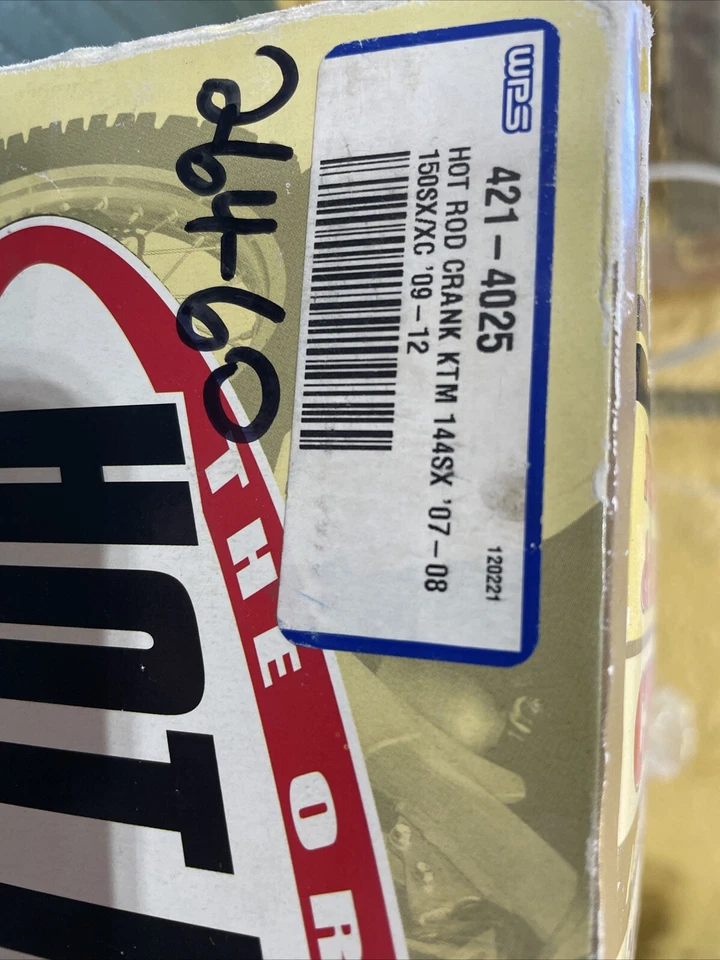 WPS
421-4025
HOT ROD CRANK KTM 144SX '07-08
150SX/XC '09-12
120221
264-60
THE OR
HOT